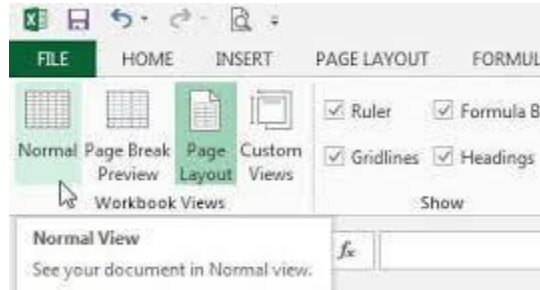 FILE HOME INSERT PAGE LAYOUT FORMUL
Normal Page Break Preview Page Layout Custom Views
Ruler Formula B
Gridlines Headings
Workbook Views Show
Normal View
See your document in Normal view.
fx